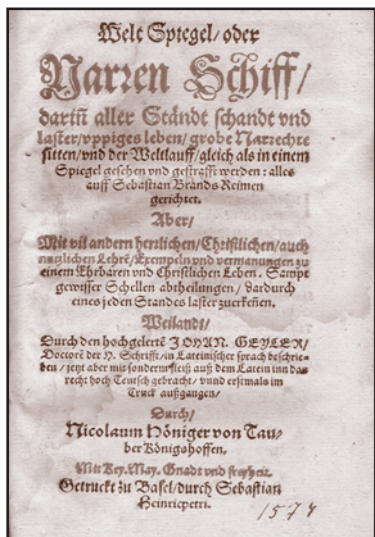 Welt Spiegel/ oder
Narren Schiff/
darin̄ aller Ständt schandt vnd
laster/ vppiges leben/ grobe Narrechte
sitten/ vnd der Weltlauff/ gleich als in einem
Spiegel gesehen vnd gestrafft werden: alles
auff Sebastian Brands Reimen
gerichtet.
Aber/
Mit vil andern herrlichen/ Christlichen/ auch
nutzlichen Lehrē/ Exempeln vnd vermanungen zu
einem Ehrbaren vnd Christlichen Leben. Sampt
gewisser Schellen abtheilungen/ dardurch
eines jeden Standes laster zuerkeñen.
Weilandt/
Durch den hochgelertē JOHAN. GEYLER/
Doctorē der H. Schrifft/ in Lateinischer sprach beschrie-
ben/ jetzt aber mit sonderm fleiß auß dem Latein inn das
recht hoch Teutsch gebracht/ vnnd erstmals im
Truck außgangen/
Durch/
Nicolaum Höniger von Tau-
ber Königshoffen.
Mit Key. May. Gnadt vnd freyheit.
Getruckt zu Basel/ durch Sebastian
Henricpetri.
1574